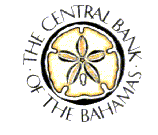 THE CENTRAL BANK
OF THE BAHAMAS